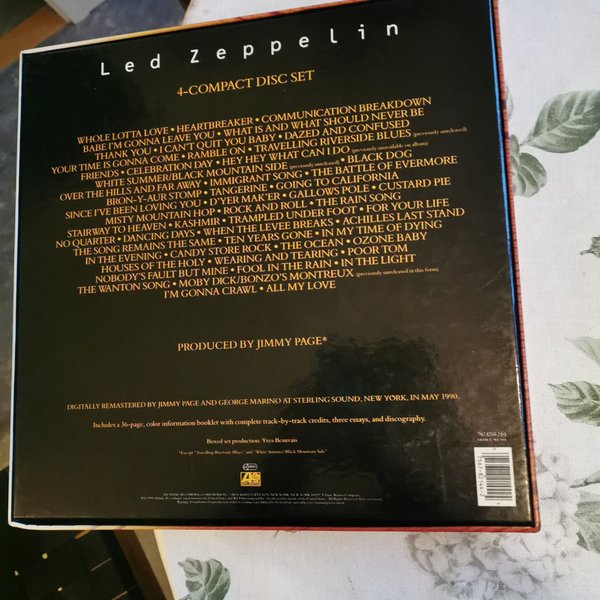 Led Zeppelin
4-COMPACT DISC SET
WHOLE LOTTA LOVE • HEARTBREAKER • COMMUNICATION BREAKDOWN
BABE I'M GONNA LEAVE YOU • WHAT IS AND WHAT SHOULD NEVER BE
THANK YOU • I CAN'T QUIT YOU BABY • DAZED AND CONFUSED
YOUR TIME IS GONNA COME • RAMBLE ON • TRAVELLING RIVERSIDE BLUES (previously unreleased)
FRIENDS • CELEBRATION DAY • HEY HEY WHAT CAN I DO (previously unavailable on album)
WHITE SUMMER/BLACK MOUNTAIN SIDE (previously unreleased) • BLACK DOG
OVER THE HILLS AND FAR AWAY • IMMIGRANT SONG • THE BATTLE OF EVERMORE
BRON-Y-AUR STOMP • TANGERINE • GOING TO CALIFORNIA
SINCE I'VE BEEN LOVING YOU • D'YER MAK'ER • GALLOWS POLE • CUSTARD PIE
MISTY MOUNTAIN HOP • ROCK AND ROLL • THE RAIN SONG
STAIRWAY TO HEAVEN • KASHMIR • TRAMPLED UNDER FOOT • FOR YOUR LIFE
NO QUARTER • DANCING DAYS • WHEN THE LEVEE BREAKS • ACHILLES LAST STAND
THE SONG REMAINS THE SAME • TEN YEARS GONE • IN MY TIME OF DYING
IN THE EVENING • CANDY STORE ROCK • THE OCEAN • OZONE BABY
HOUSES OF THE HOLY • WEARING AND TEARING • POOR TOM
NOBODY'S FAULT BUT MINE • FOOL IN THE RAIN • IN THE LIGHT
THE WANTON SONG • MOBY DICK/BONZO'S MONTREUX (previously unreleased in this form)
I'M GONNA CRAWL • ALL MY LOVE
PRODUCED BY JIMMY PAGE*
DIGITALLY REMASTERED BY JIMMY PAGE AND GEORGE MARINO AT STERLING SOUND, NEW YORK, IN MAY 1990.
Includes a 36-page, color information booklet with complete track-by-track credits, three essays, and discography.
Boxed set production: Yves Beauvais
*Except "Travelling Riverside Blues" and "White Summer/Black Mountain Side"